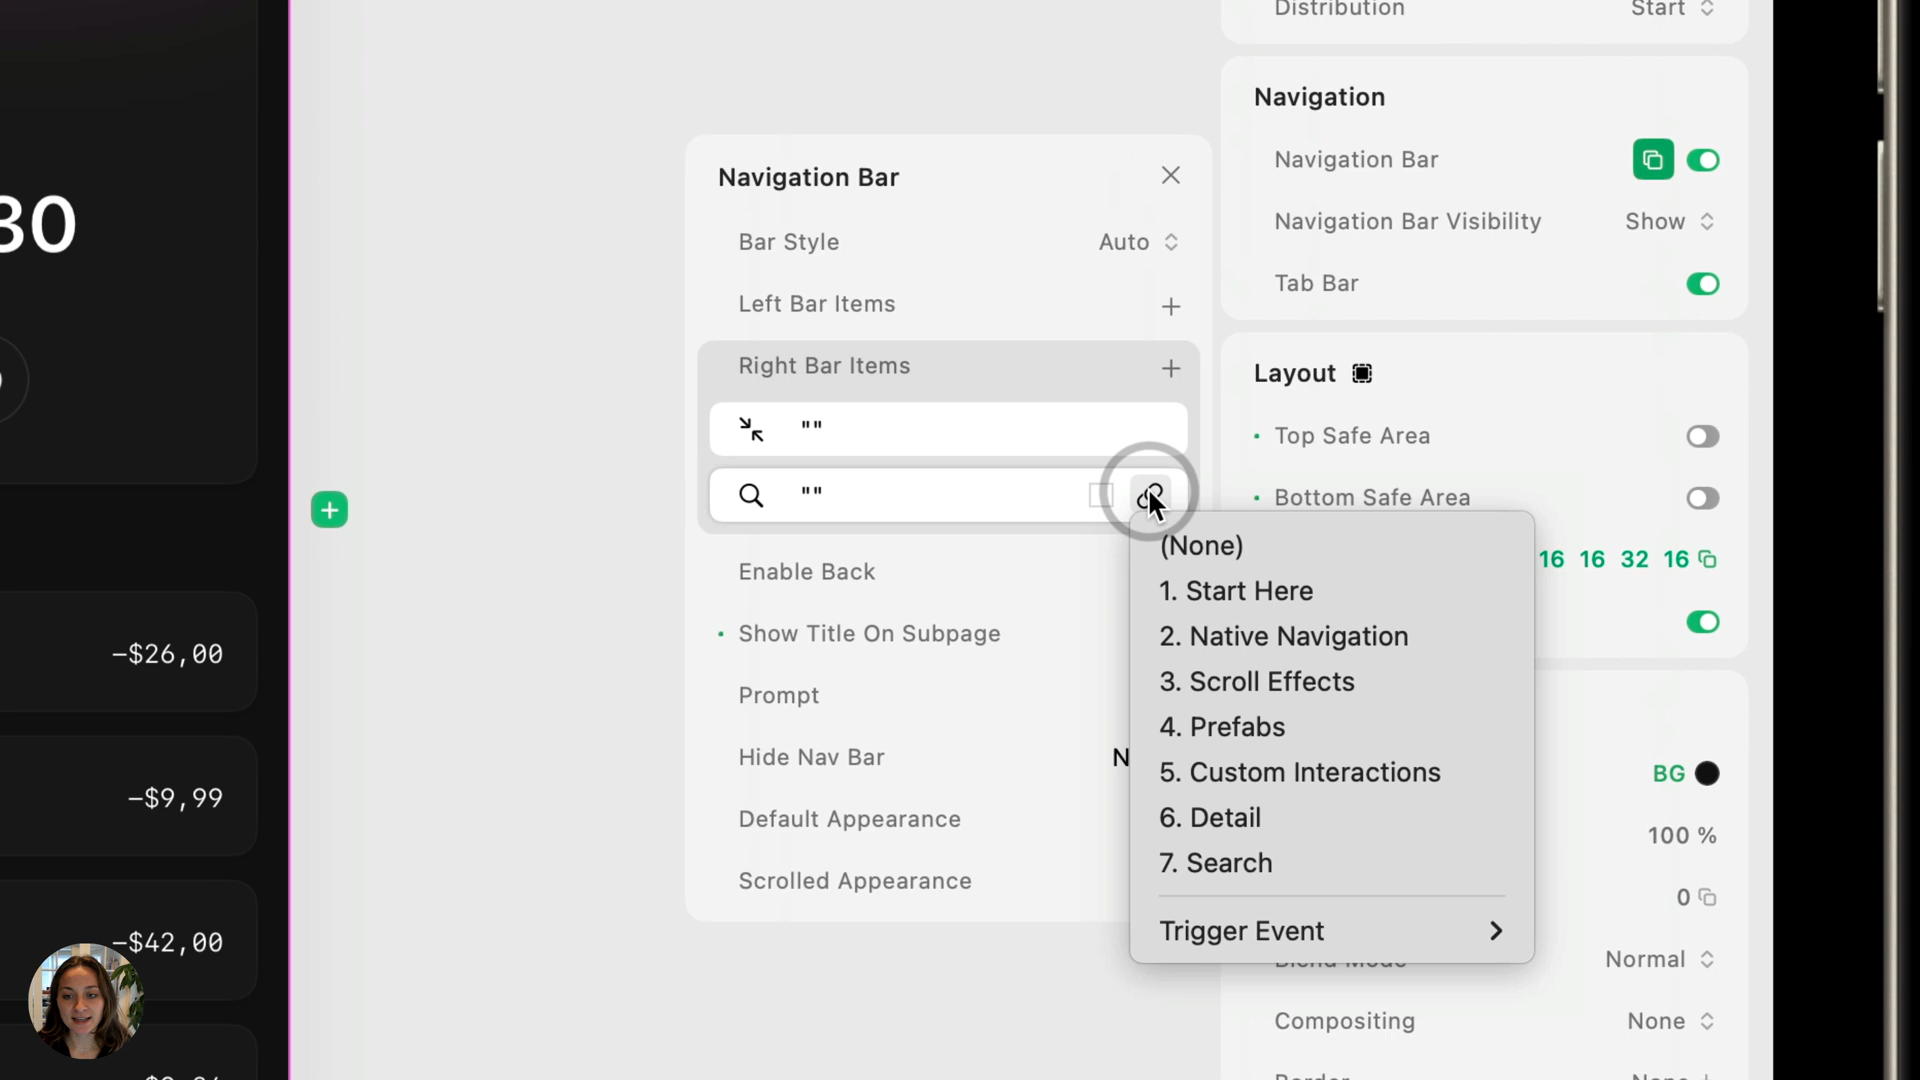 30
-$26,00
-$9,99
-$42,00
Navigation Bar
Bar Style
Auto
Left Bar Items
Right Bar Items
""
""
Enable Back
Show Title On Subpage
Prompt
Hide Nav Bar
N
Default Appearance
Scrolled Appearance
(None)
1. Start Here
2. Native Navigation
3. Scroll Effects
4. Prefabs
5. Custom Interactions
6. Detail
7. Search
Trigger Event
Distribution
Start
Navigation
Navigation Bar
Navigation Bar Visibility
Show
Tab Bar
Layout
Top Safe Area
Bottom Safe Area
16 16 32 16
BG
100 %
0
Blend Mode
Normal
Compositing
None